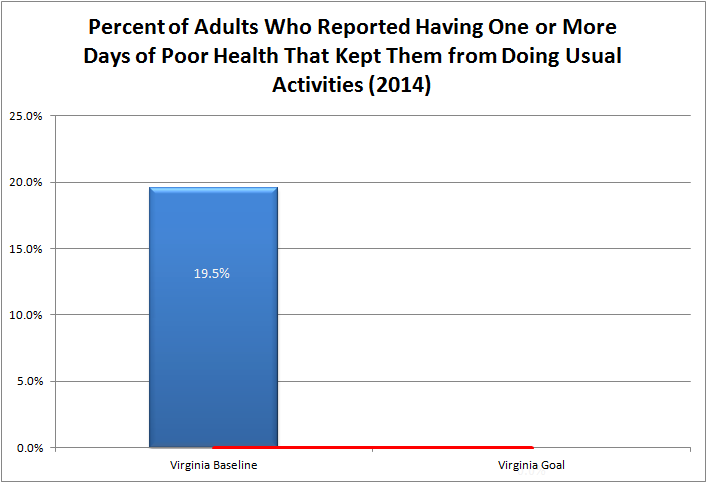 Percent of Adults Who Reported Having One or More
Days of Poor Health That Kept Them from Doing Usual
Activities (2014)
25.0%
20.0%
15.0%
10.0%
5.0%
0.0%
19.5%
Virginia Baseline
Virginia Goal